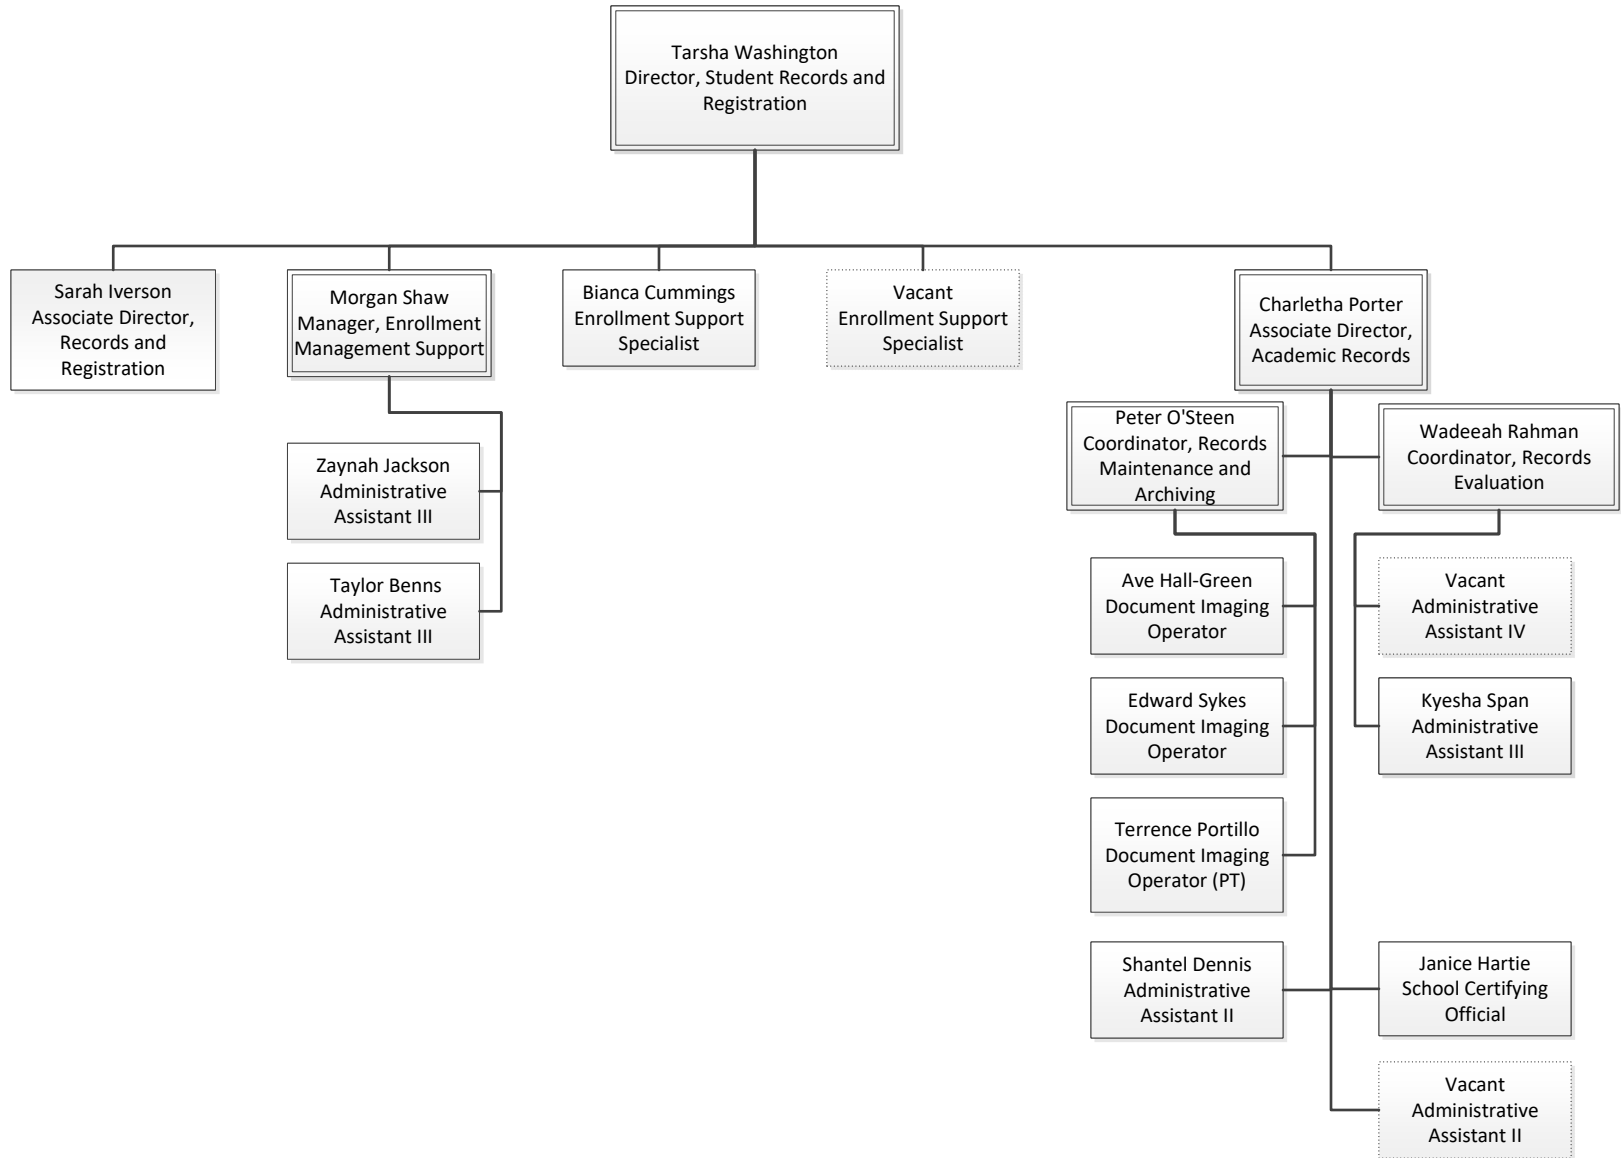 Tarsha Washington
Director, Student Records and
Registration
Sarah Iverson
Associate Director,
Records and
Registration
Morgan Shaw
Manager, Enrollment
Management Support
Bianca Cummings
Enrollment Support
Specialist
Vacant
Enrollment Support
Specialist
Charletha Porter
Associate Director,
Academic Records
Zaynah Jackson
Administrative
Assistant III
Taylor Benns
Administrative
Assistant III
Peter O'Steen
Coordinator, Records
Maintenance and
Archiving
Wadeeah Rahman
Coordinator, Records
Evaluation
Ave Hall-Green
Document Imaging
Operator
Vacant
Administrative
Assistant IV
Edward Sykes
Document Imaging
Operator
Kyesha Span
Administrative
Assistant III
Terrence Portillo
Document Imaging
Operator (PT)
Shantel Dennis
Administrative
Assistant II
Janice Hartie
School Certifying
Official
Vacant
Administrative
Assistant II